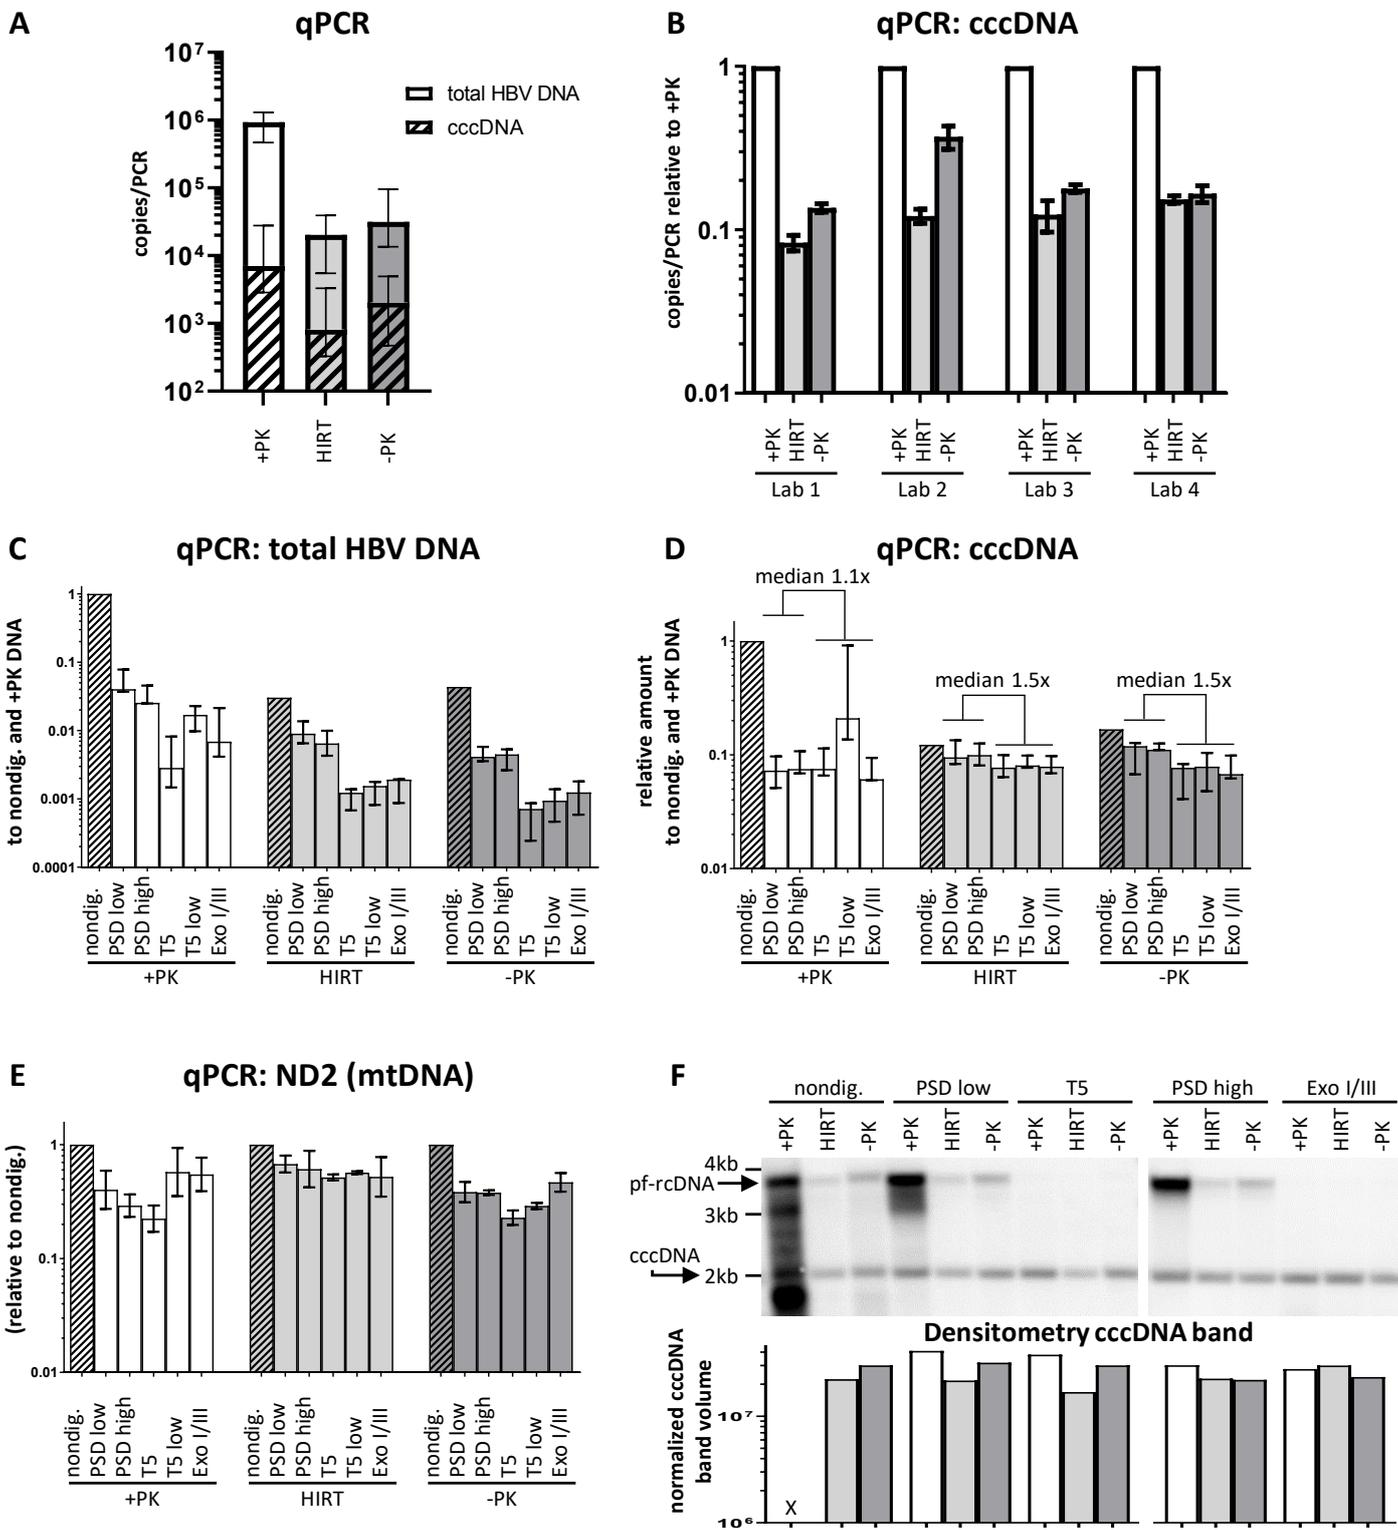 A
qPCR
10⁷
10⁶
10⁵
10⁴
10³
10²
copies/PCR
total HBV DNA
cccDNA
+PK
HIRT
-PK
B
qPCR: cccDNA
1
0.1
0.01
copies/PCR relative to +PK
+PK HIRT -PK
+PK HIRT -PK
+PK HIRT -PK
+PK HIRT -PK
Lab 1
Lab 2
Lab 3
Lab 4
C
qPCR: total HBV DNA
to nondig. and +PK DNA
1
0.1
0.01
0.001
0.0001
nondig. PSD low PSD high T5 T5 low Exo I/III
nondig. PSD low PSD high T5 T5 low Exo I/III
nondig. PSD low PSD high T5 T5 low Exo I/III
+PK
HIRT
-PK
D
qPCR: cccDNA
relative amount
to nondig. and +PK DNA
median 1.1x
median 1.5x
median 1.5x
1
0.1
0.01
nondig. PSD low PSD high T5 T5 low Exo I/III
nondig. PSD low PSD high T5 T5 low Exo I/III
nondig. PSD low PSD high T5 T5 low Exo I/III
+PK
HIRT
-PK
E
qPCR: ND2 (mtDNA)
(relative to nondig.)
1
0.1
0.01
nondig. PSD low PSD high T5 T5 low Exo I/III
nondig. PSD low PSD high T5 T5 low Exo I/III
nondig. PSD low PSD high T5 T5 low Exo I/III
+PK
HIRT
-PK
F
nondig.
PSD low
T5
PSD high
Exo I/III
+PK HIRT -PK
+PK HIRT -PK
+PK HIRT -PK
+PK HIRT -PK
+PK HIRT -PK
4kb
pf-rcDNA
3kb
cccDNA
2kb
Densitometry cccDNA band
normalized cccDNA
band volume
10⁷
10⁶
X